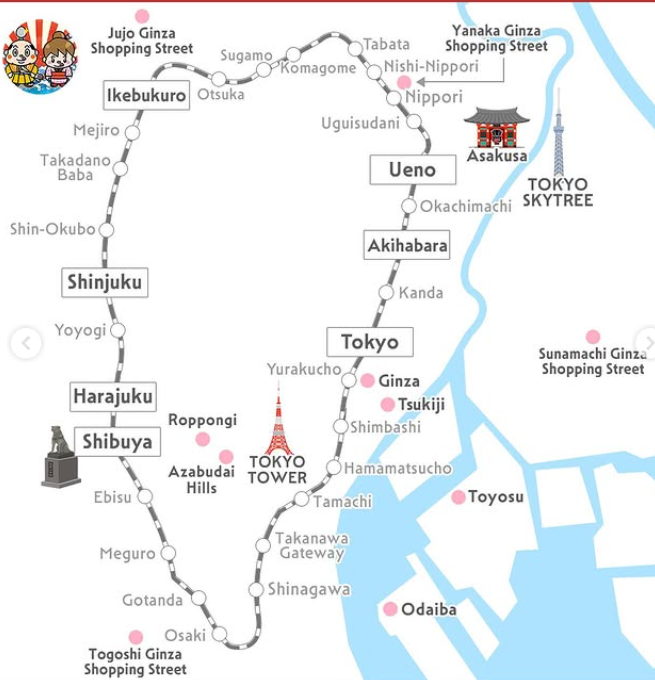 Jujo Ginza
Shopping Street
Yanaka Ginza
Shopping Street
Sugamo
Komagome
Tabata
Nishi-Nippori
Otsuka
Ikebukuro
Nippori
Mejiro
Uguisudani
Takadano
Baba
Ueno
Asakusa
TOKYO
SKYTREE
Okachimachi
Shin-Okubo
Akihabara
Shinjuku
Kanda
Yoyogi
Tokyo
Sunamachi Ginza
Shopping Street
Yurakucho
Ginza
Harajuku
Tsukiji
Roppongi
Shimbashi
Shibuya
Azabudai
Hills
TOKYO
TOWER
Hamamatsucho
Ebisu
Tamachi
Toyosu
Takanawa
Gateway
Meguro
Shinagawa
Gotanda
Odaiba
Osaki
Togoshi Ginza
Shopping Street